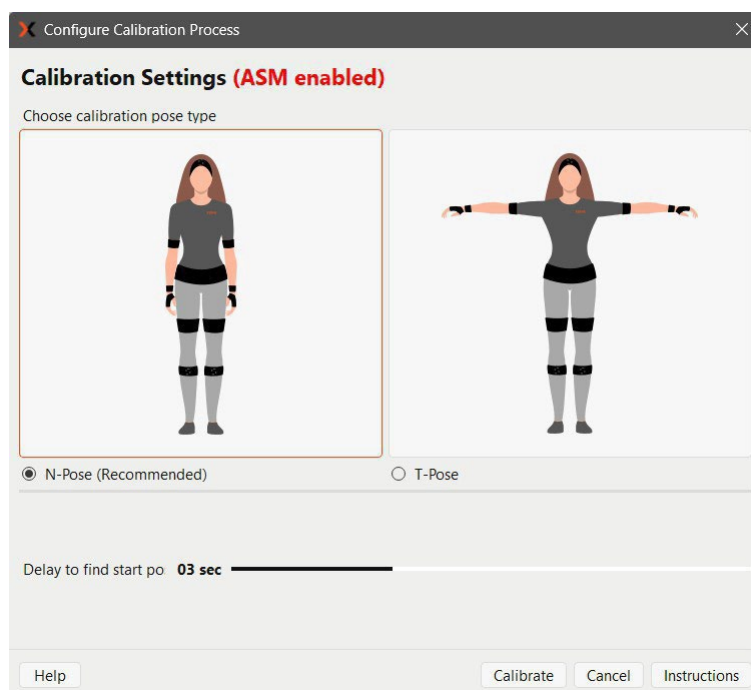 Configure Calibration Process
Calibration Settings (ASM enabled)
Choose calibration pose type
N-Pose (Recommended)
T-Pose
Delay to find start po 03 sec
Help
Calibrate
Cancel
Instructions